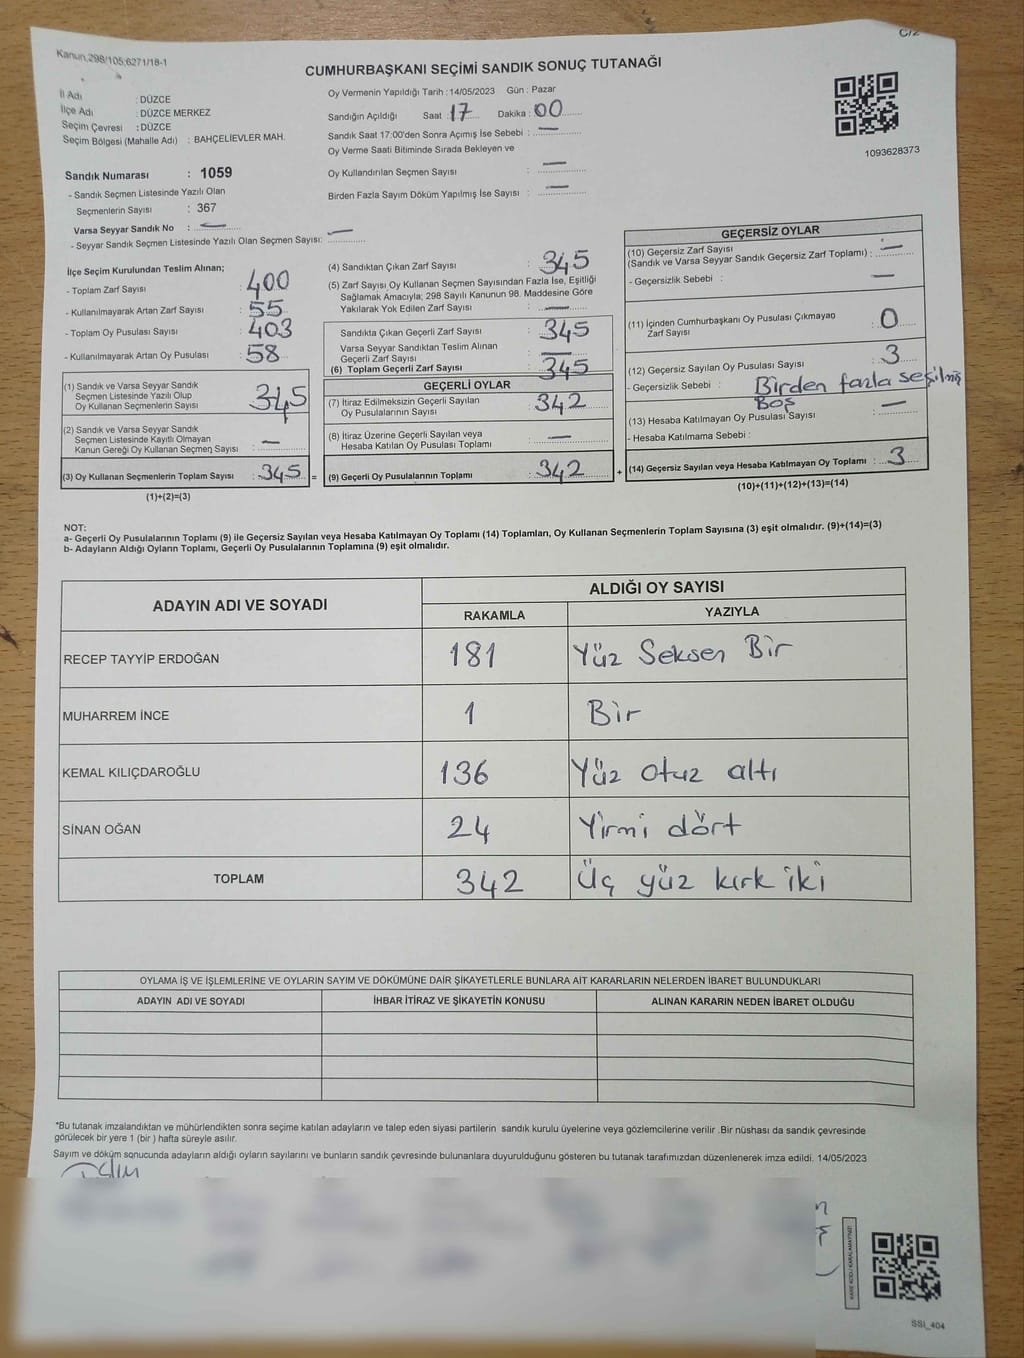 Kanun,298/105;6271/18-1
C/2
CUMHURBAŞKANI SEÇİMİ SANDIK SONUÇ TUTANAĞI
İl Adı : DÜZCE
İlçe Adı : DÜZCE MERKEZ
Seçim Çevresi : DÜZCE
Seçim Bölgesi (Mahalle Adı) : BAHÇELİEVLER MAH.
Oy Vermenin Yapıldığı Tarih : 14/05/2023 Gün : Pazar
Sandığın Açıldığı Saat : 17 Dakika : 00
Sandık Saat 17:00'den Sonra Açımış İse Sebebi : —
Oy Verme Saati Bitiminde Sırada Bekleyen ve
Oy Kullandırılan Seçmen Sayısı : —
Birden Fazla Sayım Döküm Yapılmış İse Sayısı : —
1093628373
Sandık Numarası : 1059
- Sandık Seçmen Listesinde Yazılı Olan
Seçmenlerin Sayısı : 367
Varsa Seyyar Sandık No : —
- Seyyar Sandık Seçmen Listesinde Yazılı Olan Seçmen Sayısı: —
İlçe Seçim Kurulundan Teslim Alınan;
- Toplam Zarf Sayısı : 400
- Kullanılmayarak Artan Zarf Sayısı : 55
- Toplam Oy Pusulası Sayısı : 403
- Kullanılmayarak Artan Oy Pusulası : 58
(1) Sandık ve Varsa Seyyar Sandık
Seçmen Listesinde Yazılı Olup
Oy Kullanan Seçmenlerin Sayısı : 345
(2) Sandık ve Varsa Seyyar Sandık
Seçmen Listesinde Kayıtlı Olmayan
Kanun Gereği Oy Kullanan Seçmen Sayısı : —
(3) Oy Kullanan Seçmenlerin Toplam Sayısı : 345 =
(1)+(2)=(3)
(4) Sandıktan Çıkan Zarf Sayısı : 345
(5) Zarf Sayısı Oy Kullanan Seçmen Sayısından Fazla İse, Eşitliği
Sağlamak Amacıyla; 298 Sayılı Kanunun 98. Maddesine Göre
Yakılarak Yok Edilen Zarf Sayısı : —
Sandıkta Çıkan Geçerli Zarf Sayısı : 345
Varsa Seyyar Sandıktan Teslim Alınan
Geçerli Zarf Sayısı : —
(6) Toplam Geçerli Zarf Sayısı : 345
GEÇERLİ OYLAR
(7) İtiraz Edilmeksizin Geçerli Sayılan
Oy Pusulalarının Sayısı : 342
(8) İtiraz Üzerine Geçerli Sayılan veya
Hesaba Katılan Oy Pusulası Toplamı : —
(9) Geçerli Oy Pusulalarının Toplamı : 342 +
GEÇERSİZ OYLAR
(10) Geçersiz Zarf Sayısı
(Sandık ve Varsa Seyyar Sandık Geçersiz Zarf Toplamı) : —
- Geçersizlik Sebebi : —
(11) İçinden Cumhurbaşkanı Oy Pusulası Çıkmayan
Zarf Sayısı : 0
(12) Geçersiz Sayılan Oy Pusulası Sayısı : 3
- Geçersizlik Sebebi : Birden fazla seçilmiş
Boş
(13) Hesaba Katılmayan Oy Pusulası Sayısı : —
- Hesaba Katılmama Sebebi :
(14) Geçersiz Sayılan veya Hesaba Katılmayan Oy Toplamı : 3
(10)+(11)+(12)+(13)=(14)
NOT:
a- Geçerli Oy Pusulalarının Toplamı (9) ile Geçersiz Sayılan veya Hesaba Katılmayan Oy Toplamı (14) Toplamları, Oy Kullanan Seçmenlerin Toplam Sayısına (3) eşit olmalıdır. (9)+(14)=(3)
b- Adayların Aldığı Oyların Toplamı, Geçerli Oy Pusulalarının Toplamına (9) eşit olmalıdır.
ADAYIN ADI VE SOYADI
ALDIĞI OY SAYISI
RAKAMLA YAZIYLA
RECEP TAYYİP ERDOĞAN 181 Yüz Seksen Bir
MUHARREM İNCE 1 Bir
KEMAL KILIÇDAROĞLU 136 Yüz otuz altı
SİNAN OĞAN 24 Yirmi dört
TOPLAM 342 Üç yüz kırk iki
OYLAMA İŞ VE İŞLEMLERİNE VE OYLARIN SAYIM VE DÖKÜMÜNE DAİR ŞİKAYETLERLE BUNLARA AİT KARARLARIN NELERDEN İBARET BULUNDUKLARI
ADAYIN ADI VE SOYADI İHBAR İTİRAZ VE ŞİKAYETİN KONUSU ALINAN KARARIN NEDEN İBARET OLDUĞU
*Bu tutanak imzalandıktan ve mühürlendikten sonra seçime katılan adayların ve talep eden siyasi partilerin sandık kurulu üyelerine veya gözlemcilerine verilir .Bir nüshası da sandık çevresinde
görülecek bir yere 1 (bir ) hafta süreyle asılır.
Sayım ve döküm sonucunda adayların aldığı oyların sayılarını ve bunların sandık çevresinde bulunanlara duyurulduğunu gösteren bu tutanak tarafımızdan düzenlenerek imza edildi. 14/05/2023
KARE KODU KARALAMAYINIZ!
SSI_404